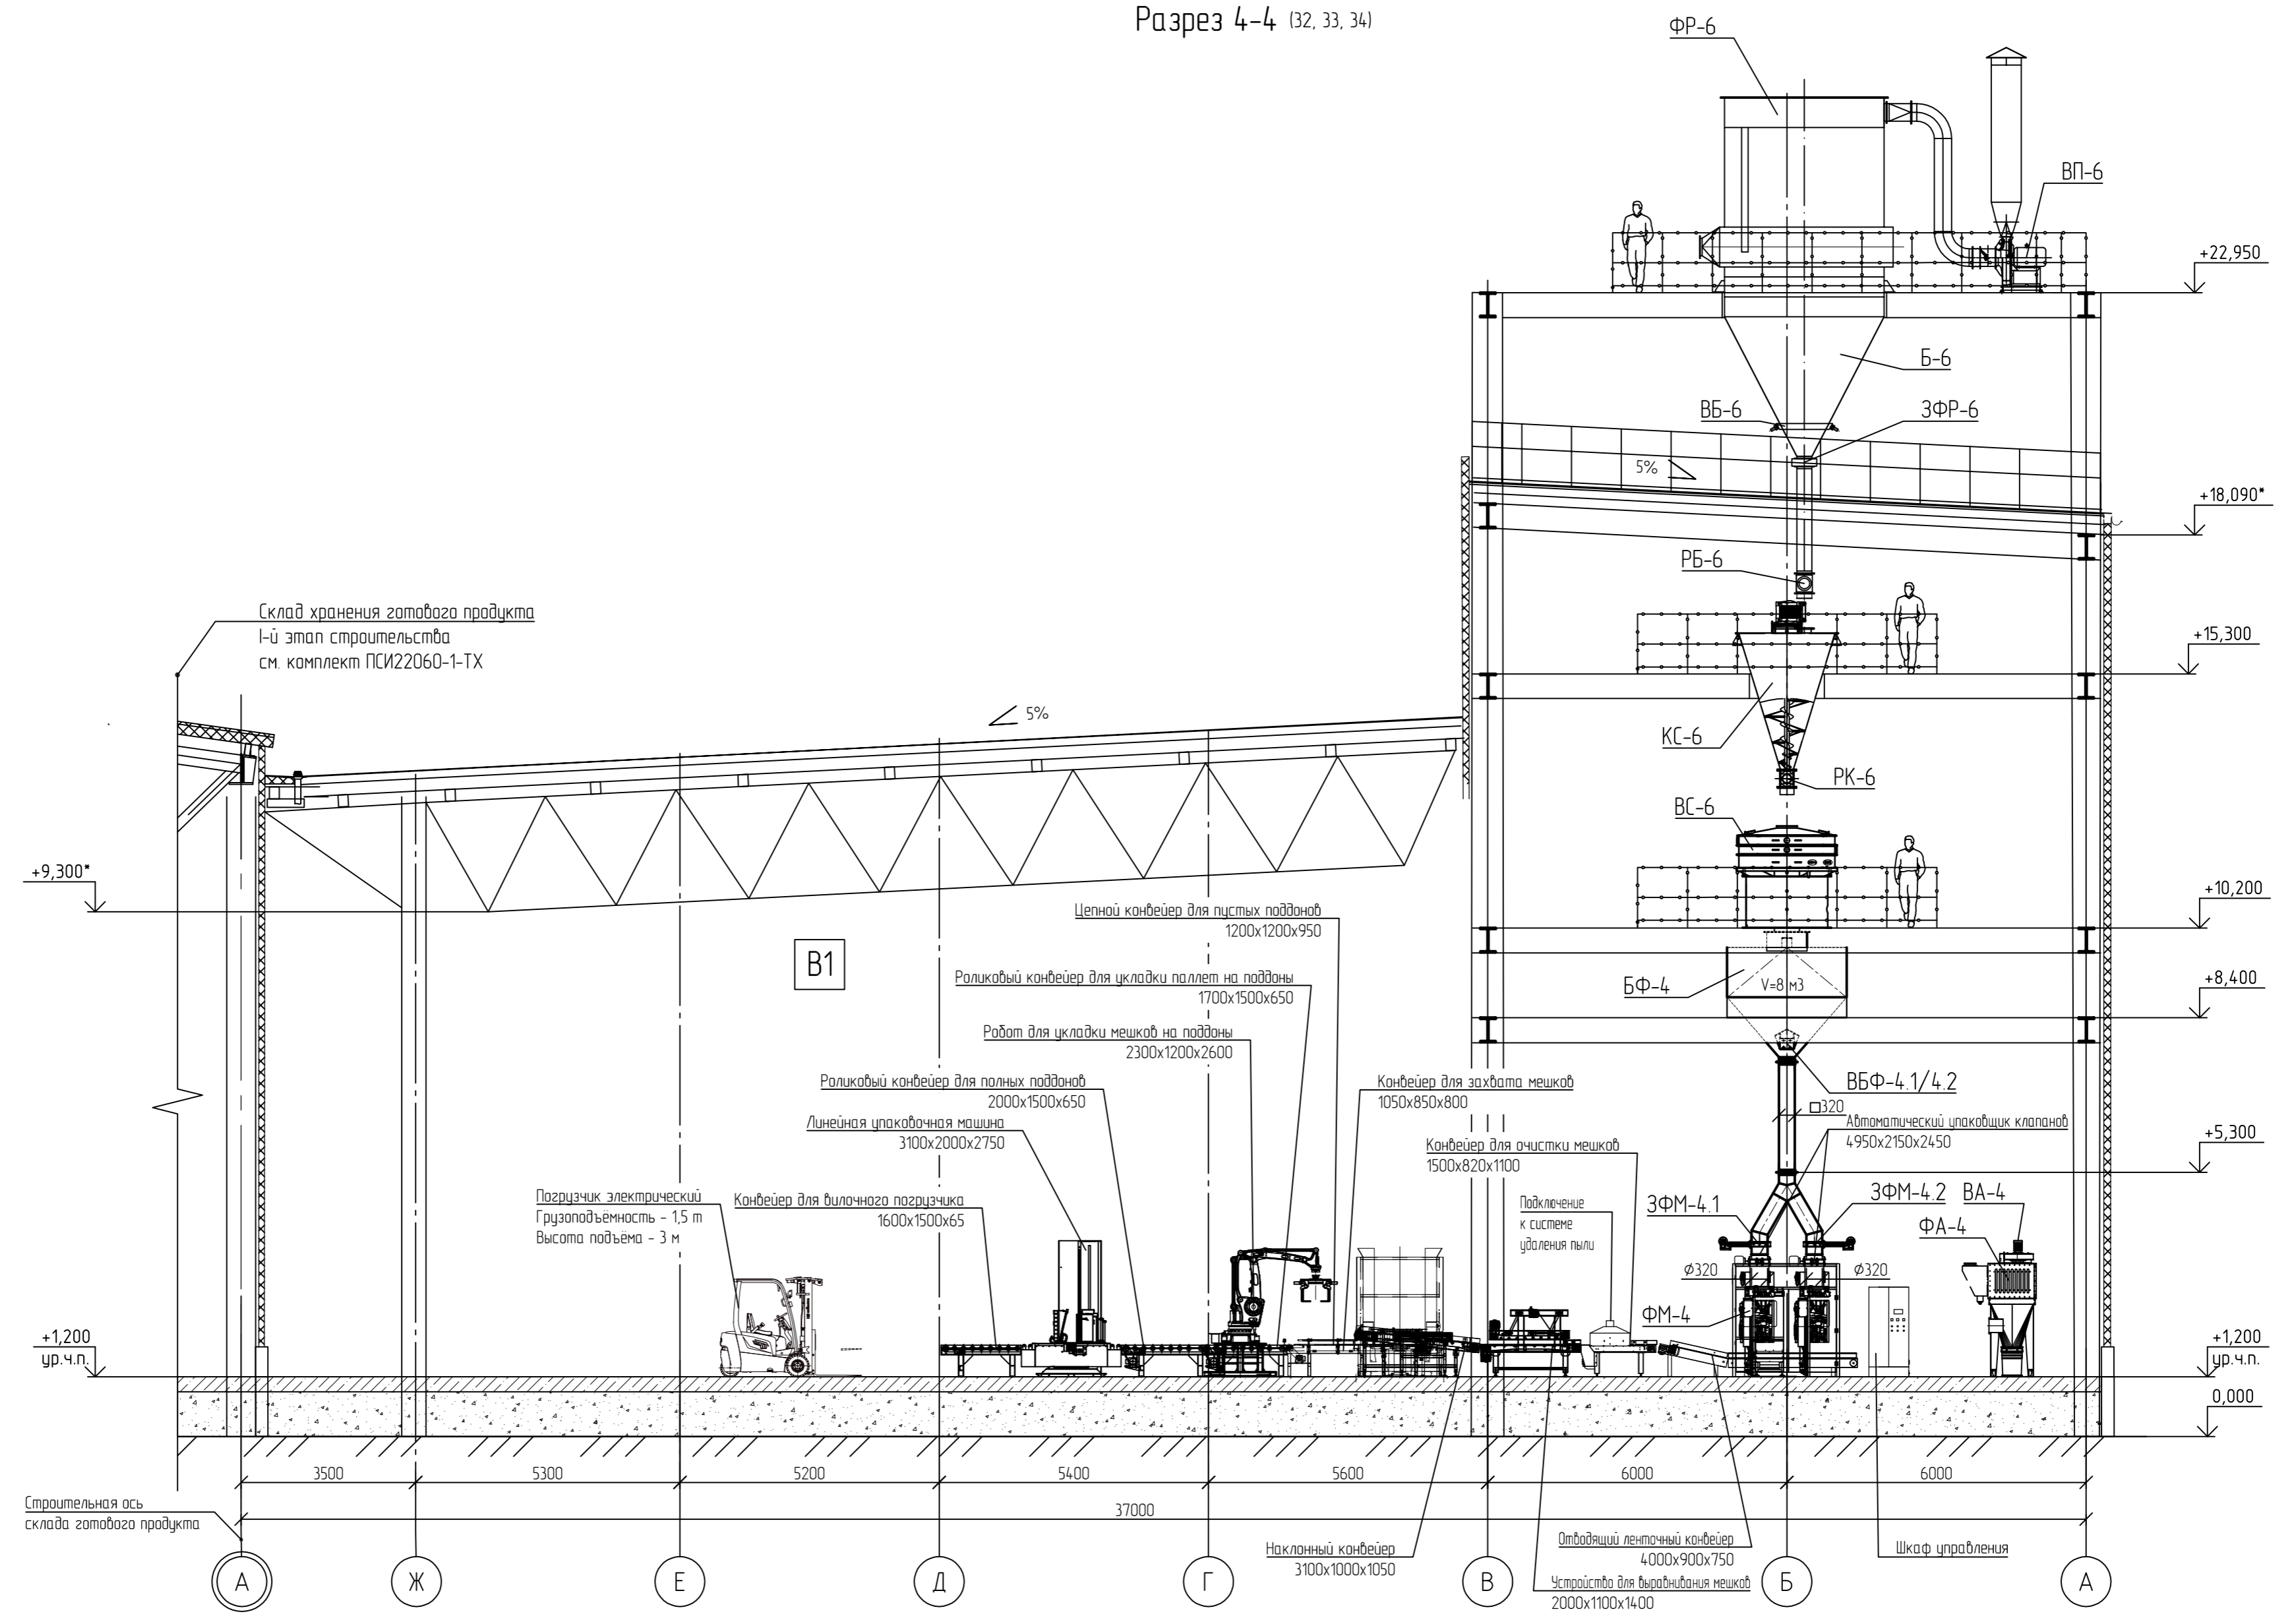 Разрез 4-4 (32, 33, 34)
ФР-6
ВП-6
+22,950
Б-6
ВБ-6
ЗФР-6
5%
+18,090*
РБ-6
Склад хранения готового продукта
I-й этап строительства
см. комплект ПСИ22060-1-ТХ
+15,300
5%
КС-6
РК-6
ВС-6
+9,300*
+10,200
Цепной конвейер для пустых поддонов
1200х1200х950
В1
Роликовый конвейер для укладки паллет на поддоны
1700х1500х650
БФ-4
V=8 м3
+8,400
Робот для укладки мешков на поддоны
2300х1200х2600
Роликовый конвейер для полных поддонов
2000х1500х650
Конвейер для захвата мешков
1050х850х800
ВБФ-4.1/4.2
□320
Линейная упаковочная машина
3100х2000х2750
Автоматический упаковщик клапанов
4950х2150х2450
+5,300
Конвейер для очистки мешков
1500х820х1100
Погрузчик электрический
Грузоподъёмность - 1,5 т
Высота подъёма - 3 м
Конвейер для вилочного погрузчика
1600х1500х65
Подключение
к системе
удаления пыли
ЗФМ-4.1
ЗФМ-4.2
ВА-4
ФА-4
Ф320
Ф320
ФМ-4
+1,200
ур.ч.п.
+1,200
ур.ч.п.
0,000
3500
5300
5200
5400
5600
6000
6000
37000
Строительная ось
склада готового продукта
Наклонный конвейер
3100х1000х1050
Отводящий ленточный конвейер
4000х900х750
Шкаф управления
Устройство для выравнивания мешков
2000х1100х1400
А
Ж
Е
Д
Г
В
Б
А